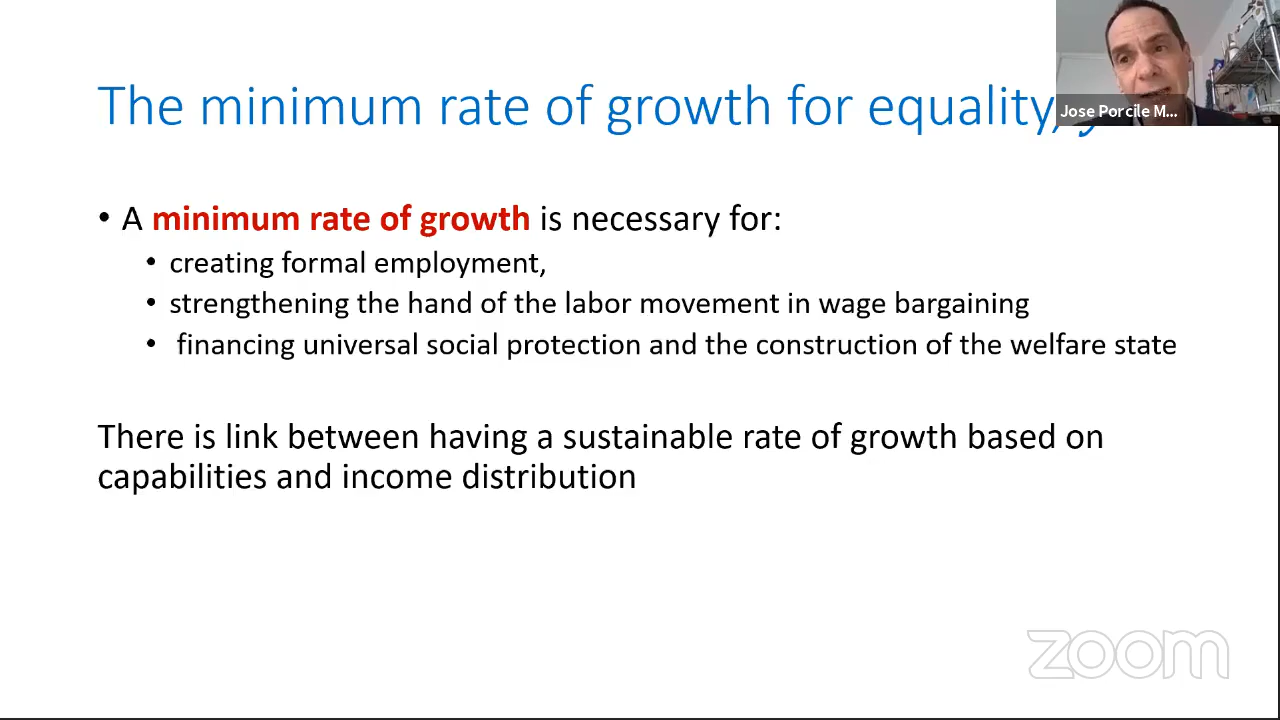 The minimum rate of growth for equality,
Jose Porcile M...
• A minimum rate of growth is necessary for:
• creating formal employment,
• strengthening the hand of the labor movement in wage bargaining
• financing universal social protection and the construction of the welfare state
There is link between having a sustainable rate of growth based on
capabilities and income distribution
zoom